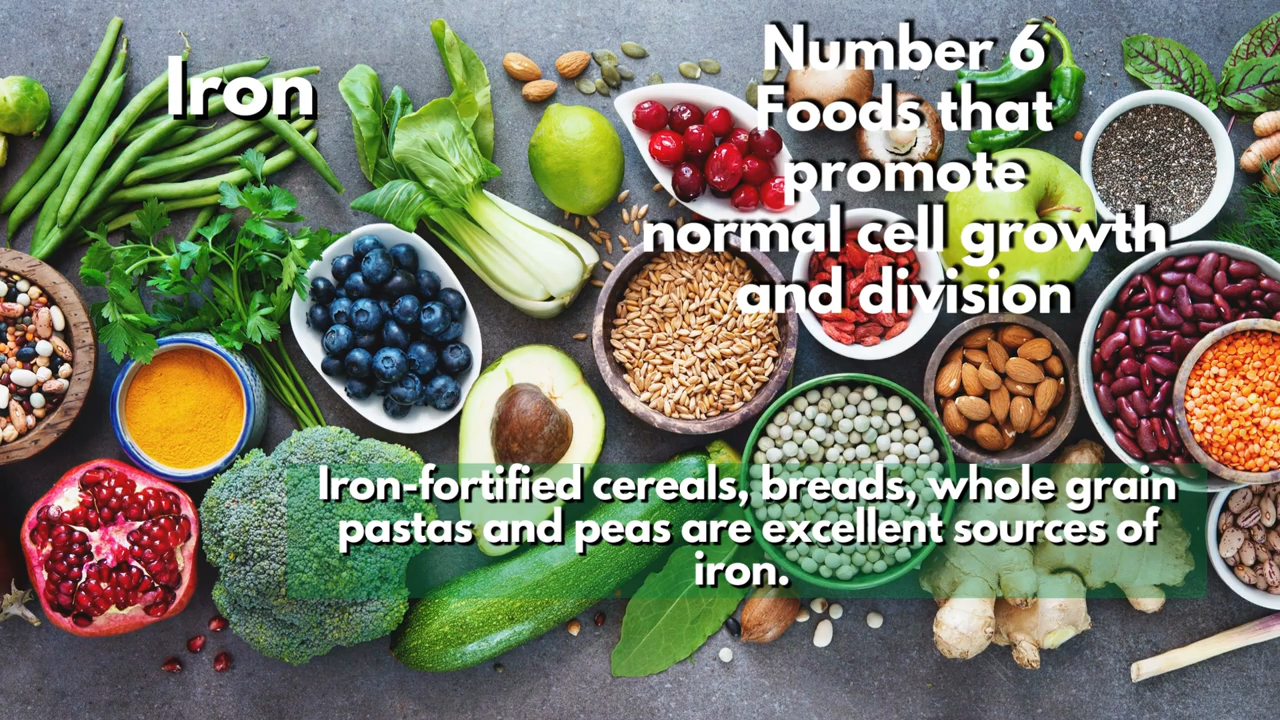 Iron
Number 6
Foods that
promote
normal cell growth
and division
Iron-fortified cereals, breads, whole grain
pastas and peas are excellent sources of
iron.